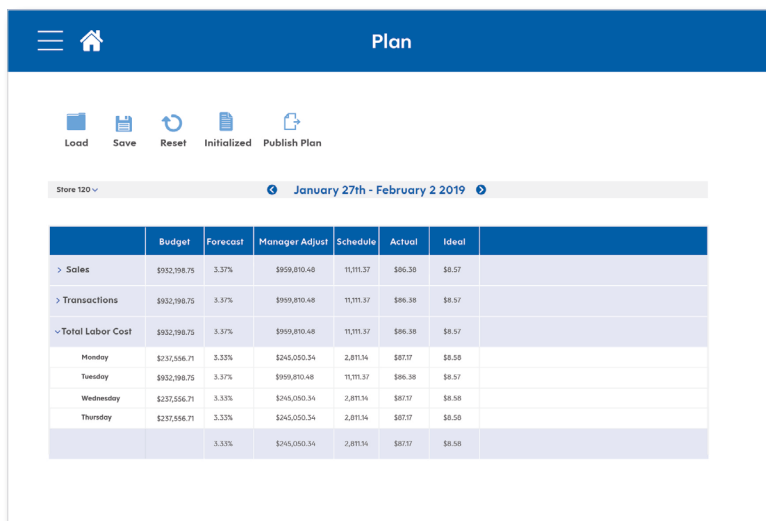 Plan
Load Save Reset Initialized Publish Plan
Store 120 January 27th - February 2 2019
Budget Forecast Manager Adjust Schedule Actual Ideal
Sales $932,198.75 3.37% $959,810.48 11,111.37 $86.38 $8.57
Transactions $932,198.75 3.37% $959,810.48 11,111.37 $86.38 $8.57
Total Labor Cost $932,198.75 3.37% $959,810.48 11,111.37 $86.38 $8.57
Monday $237,556.71 3.33% $245,050.34 2,811.14 $87.17 $8.58
Tuesday $932,198.75 3.37% $959,810.48 11,111.37 $86.38 $8.57
Wednesday $237,556.71 3.33% $245,050.34 2,811.14 $87.17 $8.58
Thursday $237,556.71 3.33% $245,050.34 2,811.14 $87.17 $8.58
3.33% $245,050.34 2,811.14 $87.17 $8.58